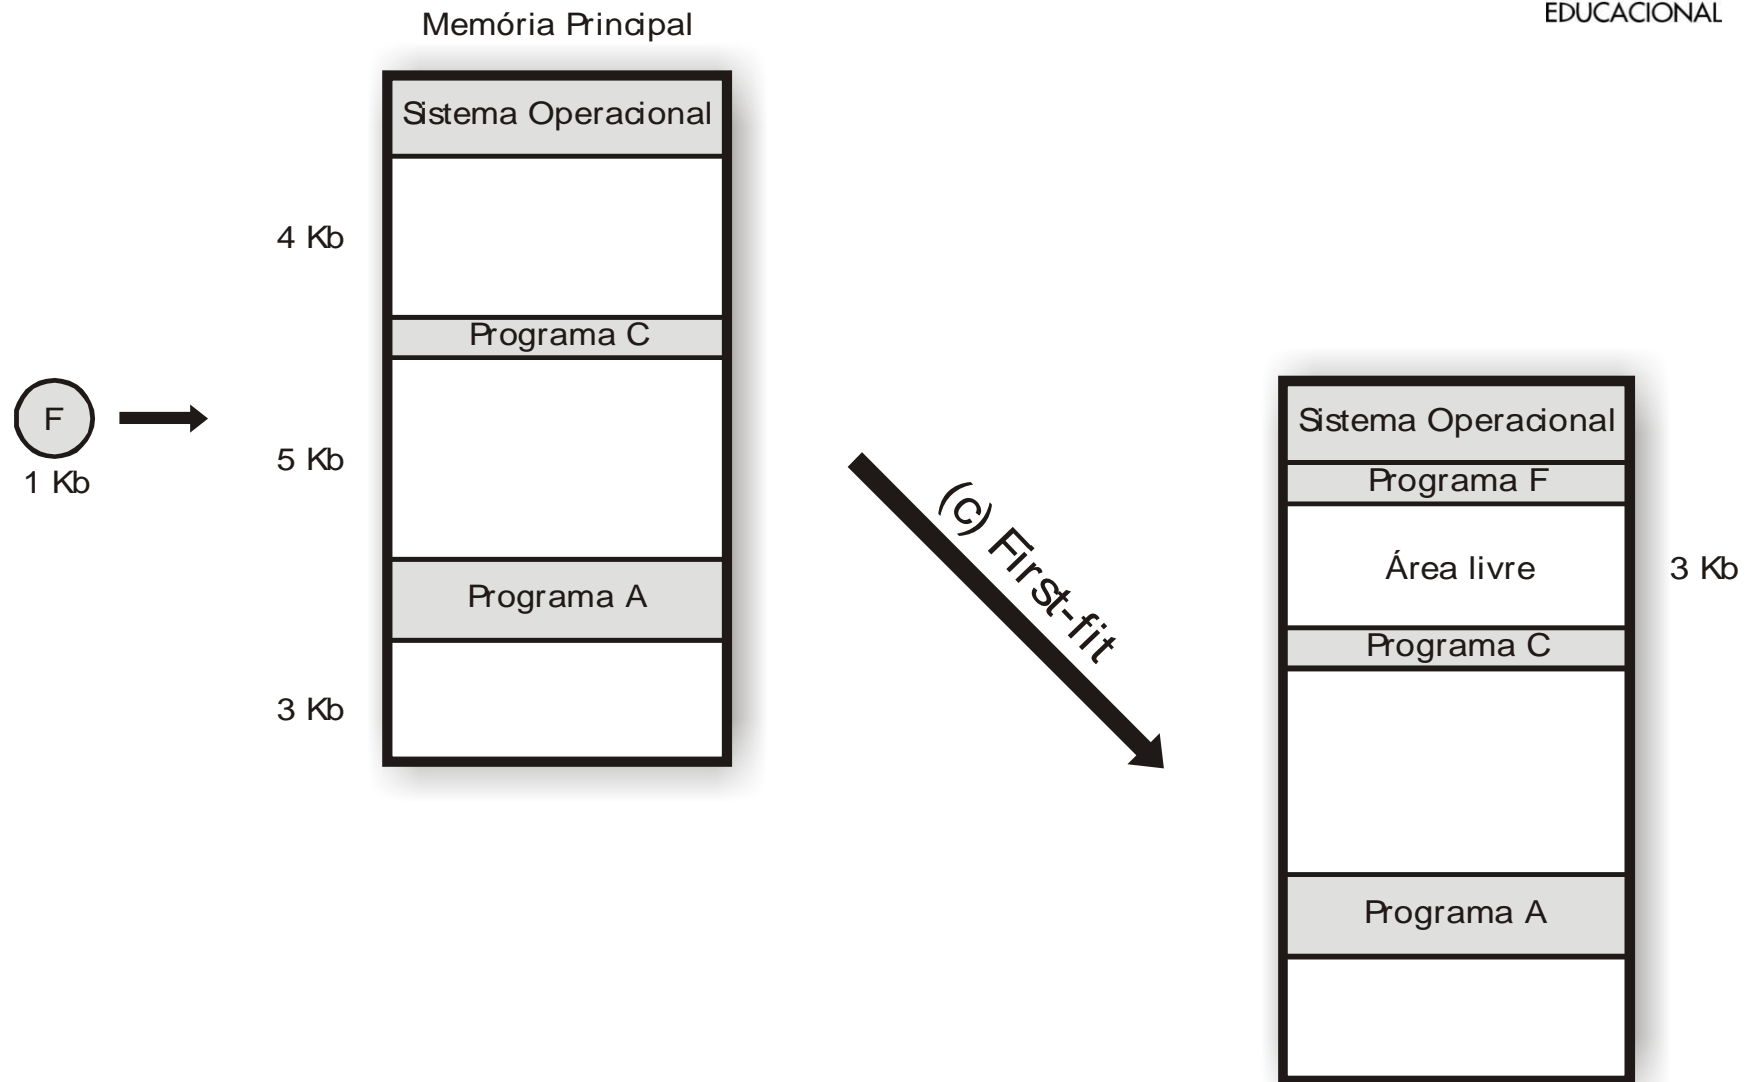 EDUCACIONAL
Memória Principal
Sistema Operacional
4 Kb
Programa C
F
1 Kb
5 Kb
Programa A
3 Kb
(c) First-fit
Sistema Operacional
Programa F
Área livre
3 Kb
Programa C
Programa A